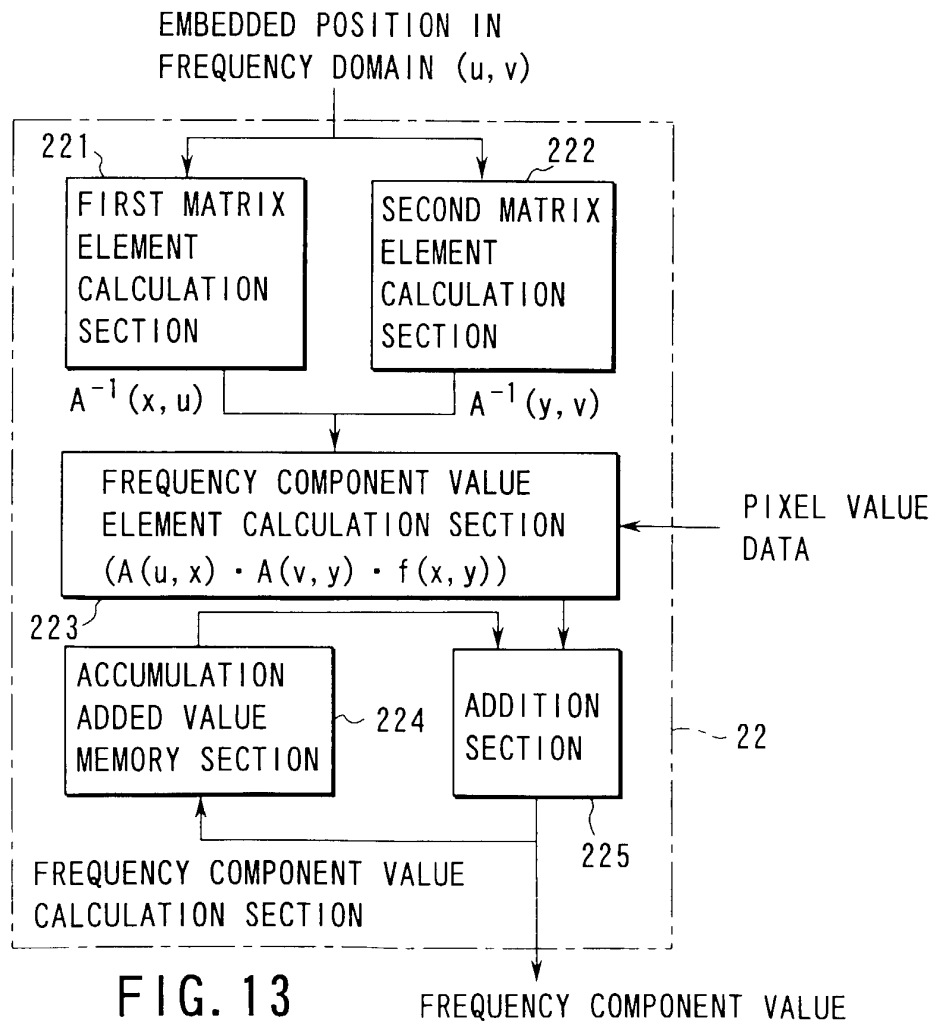 EMBEDDED POSITION IN
FREQUENCY DOMAIN (u, v)
221
222
FIRST MATRIX
ELEMENT
CALCULATION
SECTION
SECOND MATRIX
ELEMENT
CALCULATION
SECTION
A⁻¹(x, u)
A⁻¹(y, v)
FREQUENCY COMPONENT VALUE
ELEMENT CALCULATION SECTION
(A(u, x) · A(v, y) · f(x, y))
PIXEL VALUE
DATA
223
ACCUMULATION
ADDED VALUE
MEMORY SECTION
224
ADDITION
SECTION
22
225
FREQUENCY COMPONENT VALUE
CALCULATION SECTION
FIG. 13
FREQUENCY COMPONENT VALUE